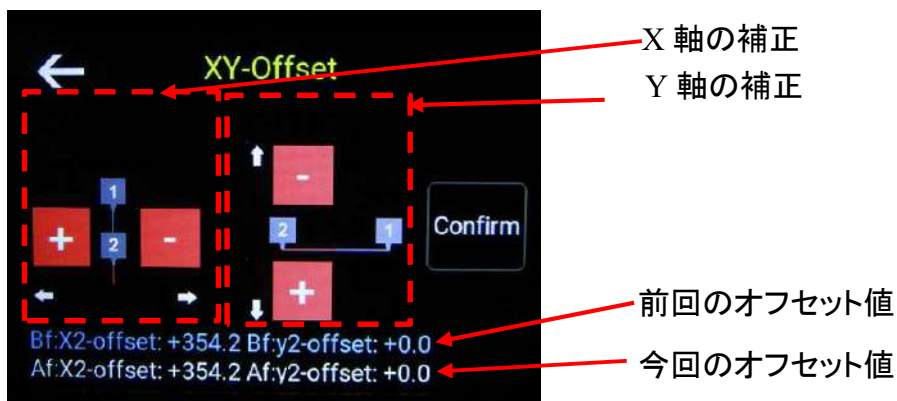 XY-Offset
X 軸の補正
Y 軸の補正
1
+
2
-
-
2
1
+
Confirm
Bf:X2-offset: +354.2 Bf:y2-offset: +0.0
Af:X2-offset: +354.2 Af:y2-offset: +0.0
前回のオフセット値
今回のオフセット値